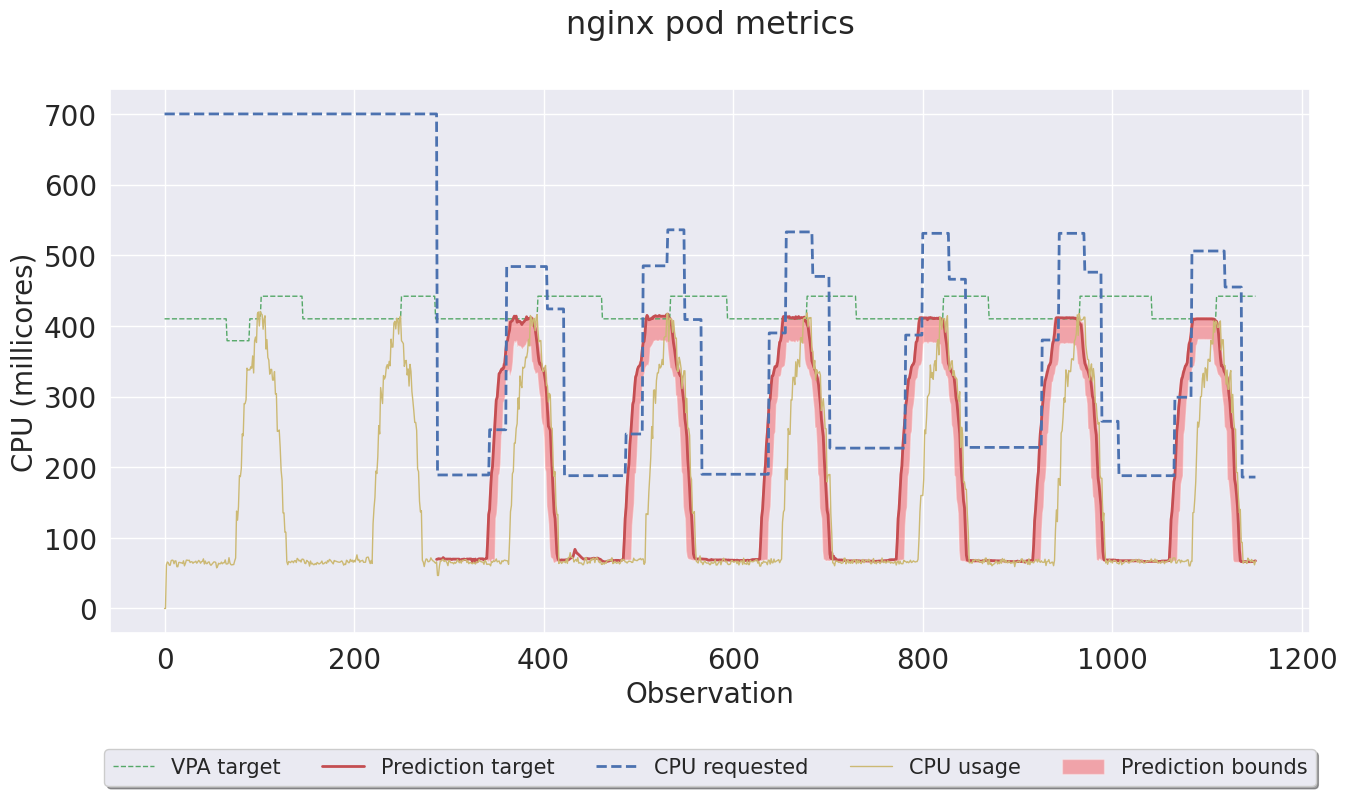 nginx pod metrics
CPU (millicores)
700
600
500
400
300
200
100
0
0 200 400 600 800 1000 1200
Observation
VPA target Prediction target CPU requested CPU usage Prediction bounds